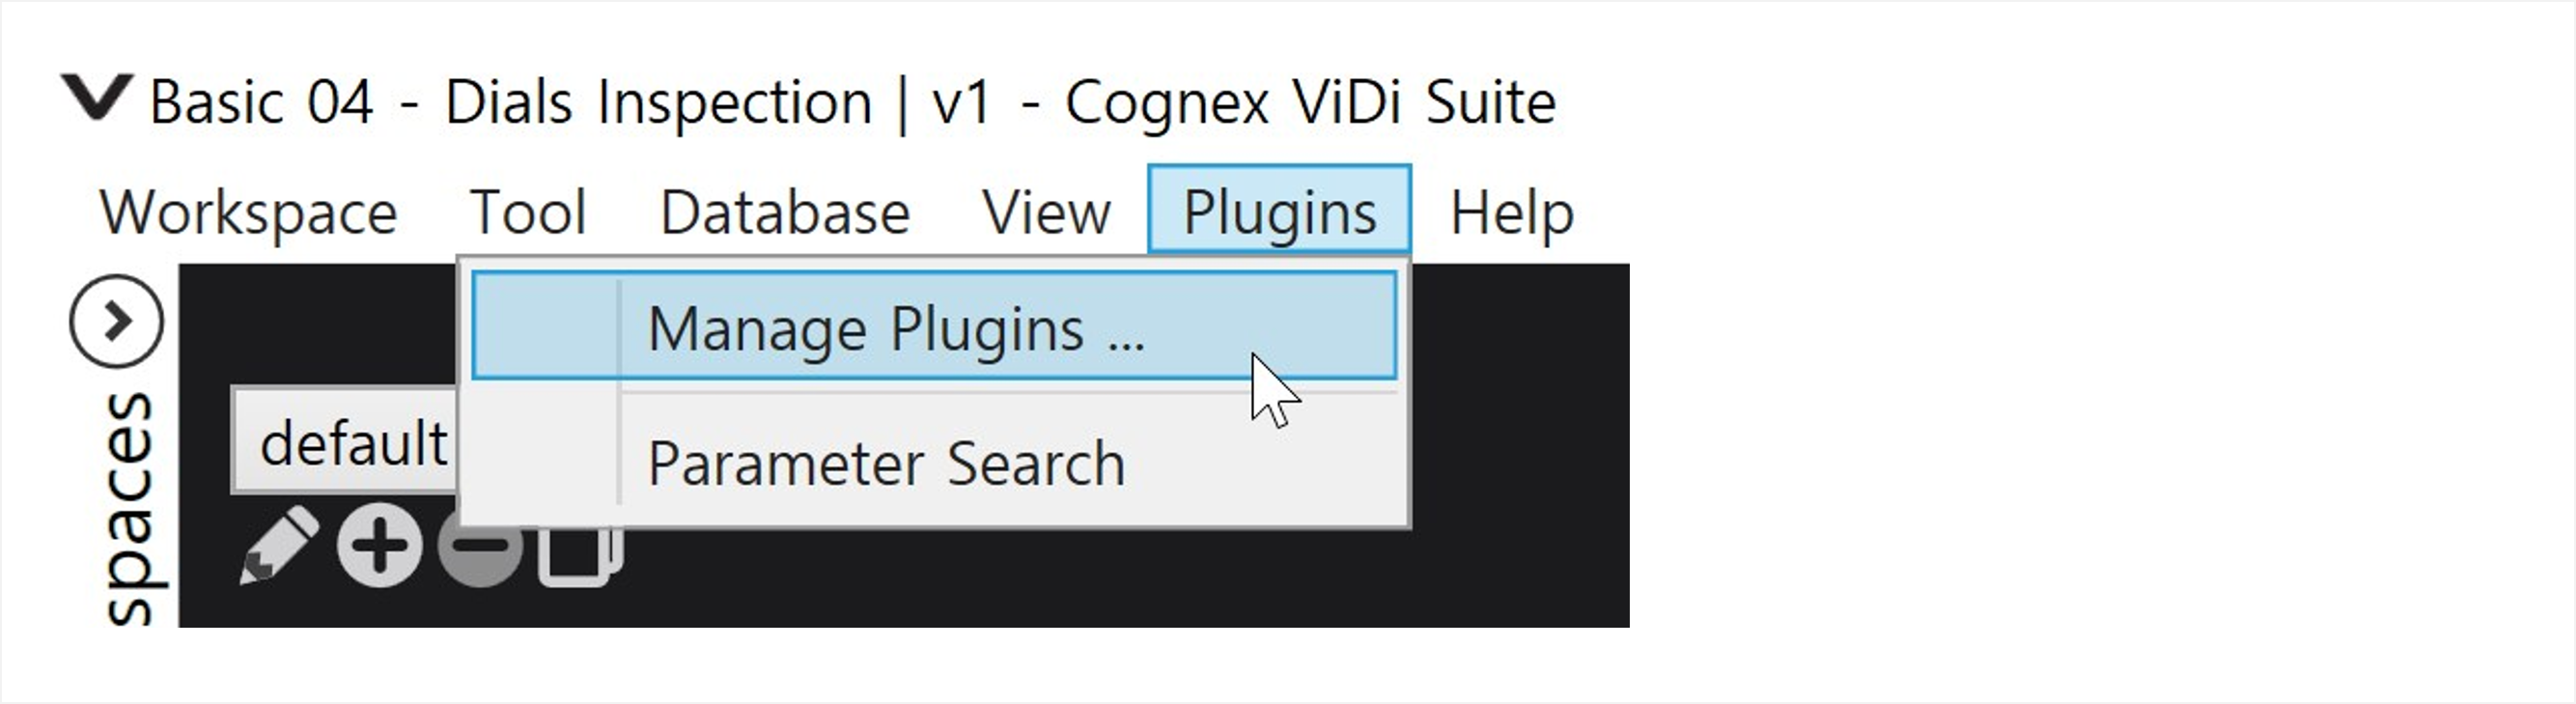 Basic 04 - Dials Inspection | v1 - Cognex ViDi Suite
Workspace Tool Database View Plugins Help
Manage Plugins ...
Parameter Search
default
spaces